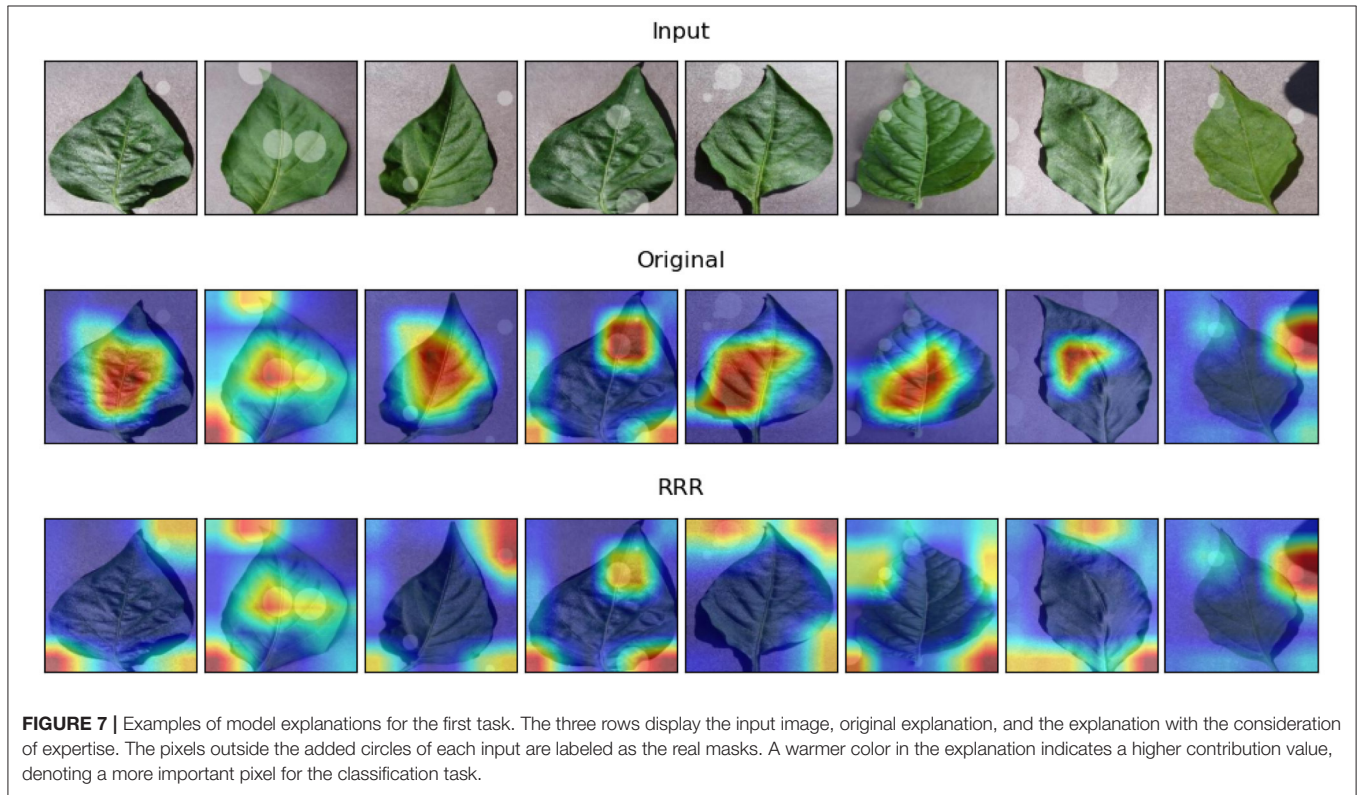 Input
Original
RRR
FIGURE 7 | Examples of model explanations for the first task. The three rows display the input image, original explanation, and the explanation with the consideration
of expertise. The pixels outside the added circles of each input are labeled as the real masks. A warmer color in the explanation indicates a higher contribution value,
denoting a more important pixel for the classification task.